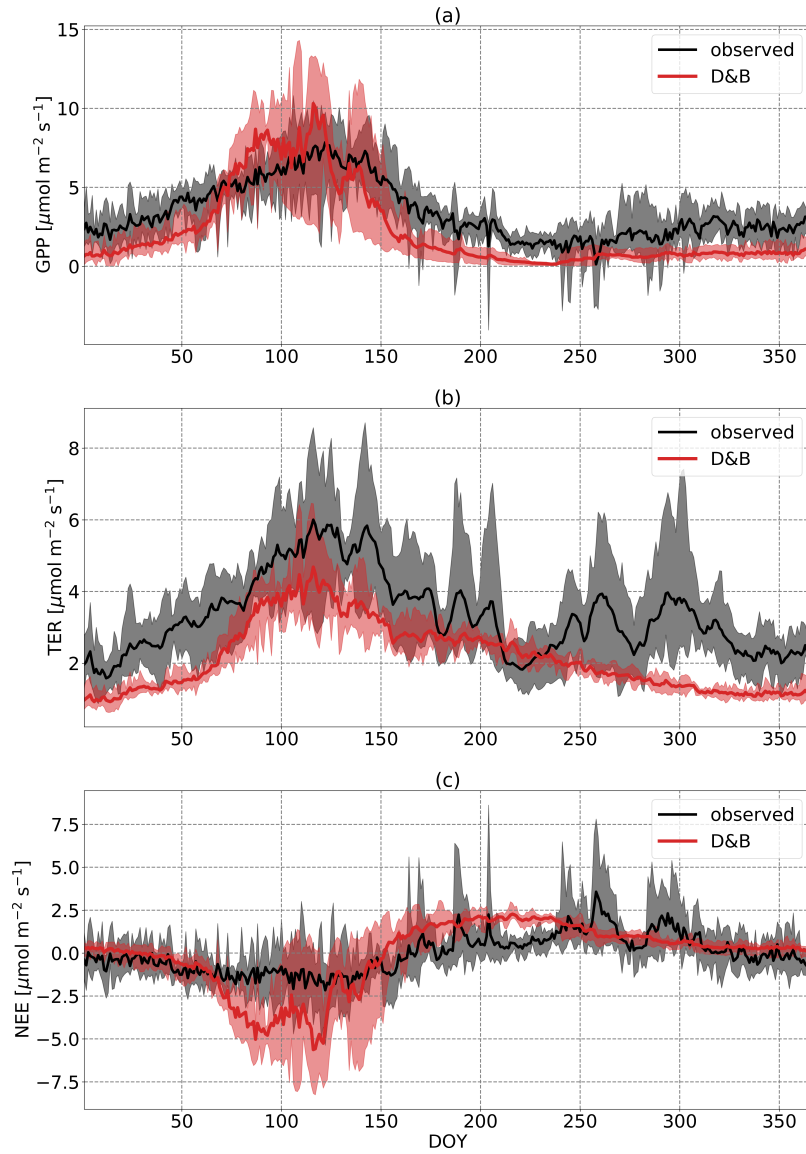 (a)
15
10
5
0
GPP [μmol m⁻² s⁻¹]
observed
D&B
50 100 150 200 250 300 350
(b)
8
6
4
2
TER [μmol m⁻² s⁻¹]
observed
D&B
50 100 150 200 250 300 350
(c)
7.5
5.0
2.5
0.0
−2.5
−5.0
−7.5
NEE [μmol m⁻² s⁻¹]
observed
D&B
50 100 150 200 250 300 350
DOY